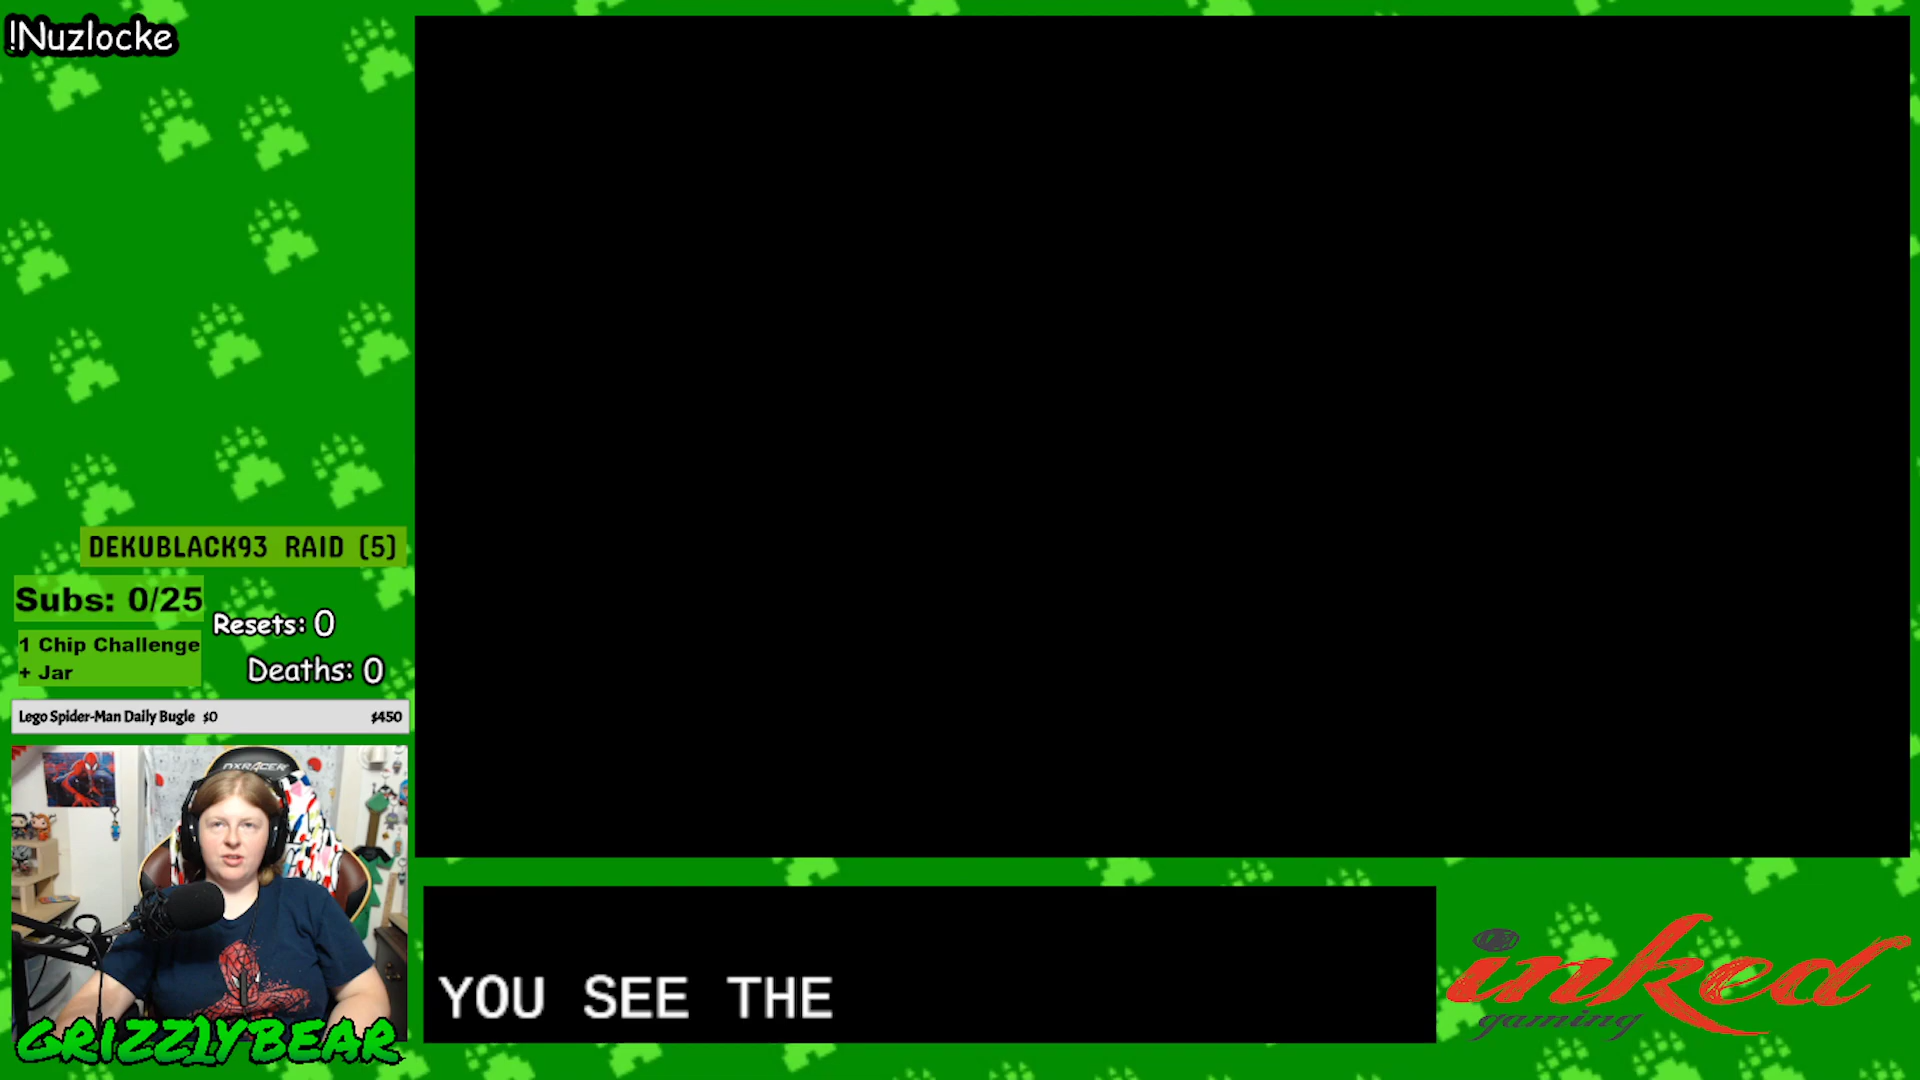 !Nuzlocke
DEKUBLACK93 RAID (5)
Subs: 0/25
Resets: 0
1 Chip Challenge
+ Jar
Deaths: 0
Lego Spider-Man Daily Bugle $0 $450
DXRACER
GRIZZ1YBEAR
YOU SEE THE
inked
gaming